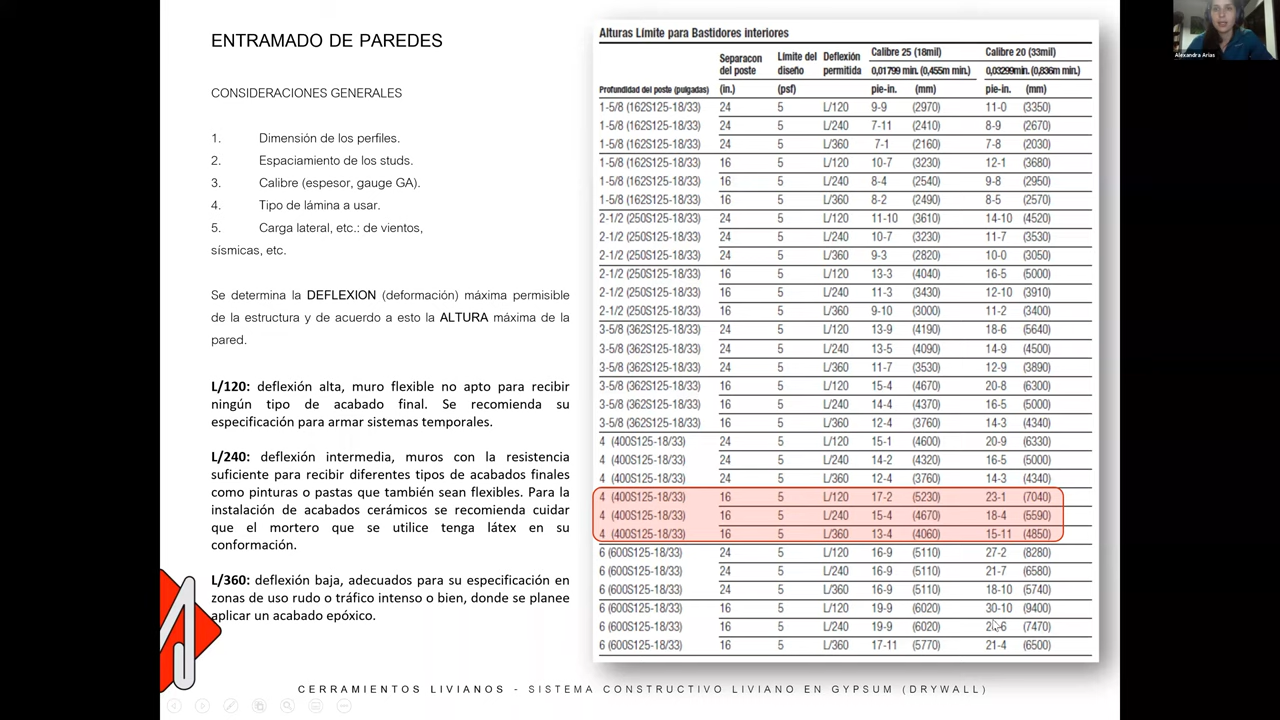 ENTRAMADO DE PAREDES
CONSIDERACIONES GENERALES
1. Dimensión de los perfiles.
2. Espaciamiento de los studs.
3. Calibre (espesor, gauge GA).
4. Tipo de lámina a usar.
5. Carga lateral, etc.: de vientos,
sísmicas, etc.
Se determina la DEFLEXION (deformación) máxima permisible
de la estructura y de acuerdo a esto la ALTURA máxima de la
pared.
L/120: deflexión alta, muro flexible no apto para recibir
ningún tipo de acabado final. Se recomienda su
especificación para armar sistemas temporales.
L/240: deflexión intermedia, muros con la resistencia
suficiente para recibir diferentes tipos de acabados finales
como pinturas o pastas que también sean flexibles. Para la
instalación de acabados cerámicos se recomienda cuidar
que el mortero que se utilice tenga látex en su
conformación.
L/360: deflexión baja, adecuados para su especificación en
zonas de uso rudo o tráfico intenso o bien, donde se planee
aplicar un acabado epóxico.
Alturas Límite para Bastidores interiores
Separacon Límite del Deflexión Calibre 25 (18mil) Calibre 20 (33mil)
del poste diseño permitida 0,01799 min. (0,455m min.) 0,03299min. (0,836m min.)
Profundidad del poste (pulgadas) (in.) (psf) pie-in. (mm) pie-in. (mm)
1-5/8 (162S125-18/33) 24 5 L/120 9-9 (2970) 11-0 (3350)
1-5/8 (162S125-18/33) 24 5 L/240 7-11 (2410) 8-9 (2670)
1-5/8 (162S125-18/33) 24 5 L/360 7-1 (2160) 7-8 (2030)
1-5/8 (162S125-18/33) 16 5 L/120 10-7 (3230) 12-1 (3680)
1-5/8 (162S125-18/33) 16 5 L/240 8-4 (2540) 9-8 (2950)
1-5/8 (162S125-18/33) 16 5 L/360 8-2 (2490) 8-5 (2570)
2-1/2 (250S125-18/33) 24 5 L/120 11-10 (3610) 14-10 (4520)
2-1/2 (250S125-18/33) 24 5 L/240 10-7 (3230) 11-7 (3530)
2-1/2 (250S125-18/33) 24 5 L/360 9-3 (2820) 10-0 (3050)
2-1/2 (250S125-18/33) 16 5 L/120 13-3 (4040) 16-5 (5000)
2-1/2 (250S125-18/33) 16 5 L/240 11-3 (3430) 12-10 (3910)
2-1/2 (250S125-18/33) 16 5 L/360 9-10 (3000) 11-2 (3400)
3-5/8 (362S125-18/33) 24 5 L/120 13-9 (4190) 18-6 (5640)
3-5/8 (362S125-18/33) 24 5 L/240 13-5 (4090) 14-9 (4500)
3-5/8 (362S125-18/33) 24 5 L/360 11-7 (3530) 12-9 (3890)
3-5/8 (362S125-18/33) 16 5 L/120 15-4 (4670) 20-8 (6300)
3-5/8 (362S125-18/33) 16 5 L/240 14-4 (4370) 16-5 (5000)
3-5/8 (362S125-18/33) 16 5 L/360 12-4 (3760) 14-3 (4340)
4 (400S125-18/33) 24 5 L/120 15-1 (4600) 20-9 (6330)
4 (400S125-18/33) 24 5 L/240 14-2 (4320) 16-5 (5000)
4 (400S125-18/33) 24 5 L/360 12-4 (3760) 14-3 (4340)
4 (400S125-18/33) 16 5 L/120 17-2 (5230) 23-1 (7040)
4 (400S125-18/33) 16 5 L/240 15-4 (4670) 18-4 (5590)
4 (400S125-18/33) 16 5 L/360 13-4 (4060) 15-11 (4850)
6 (600S125-18/33) 24 5 L/120 16-9 (5110) 27-2 (8280)
6 (600S125-18/33) 24 5 L/240 16-9 (5110) 21-7 (6580)
6 (600S125-18/33) 24 5 L/360 16-9 (5110) 18-10 (5740)
6 (600S125-18/33) 16 5 L/120 19-9 (6020) 30-10 (9400)
6 (600S125-18/33) 16 5 L/240 19-9 (6020) (7470)
6 (600S125-18/33) 16 5 L/360 17-11 (5770) 21-4 (6500)
CERRAMIENTOS LIVIANOS - SISTEMA CONSTRUCTIVO LIVIANO EN GYPSUM (DRYWALL)
Alexandra Arias